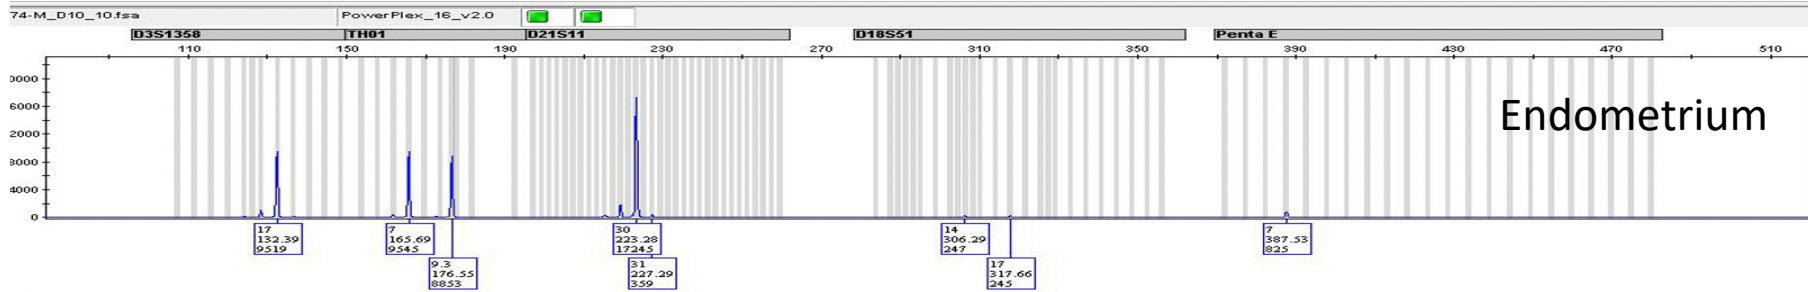 74-M_D10_10.fsa PowerPlex_16_v2.0
D3S1358 TH01 D21S11 D18S51 Penta E
110 150 190 230 270 310 350 390 430 470 510
6000
2000
8000
4000
0
Endometrium
17 7 30 14 7
132.39 165.69 223.28 306.29 387.53
9519 9545 17245 247 825
9.3 31 17
176.55 227.29 317.66
8853 359 245